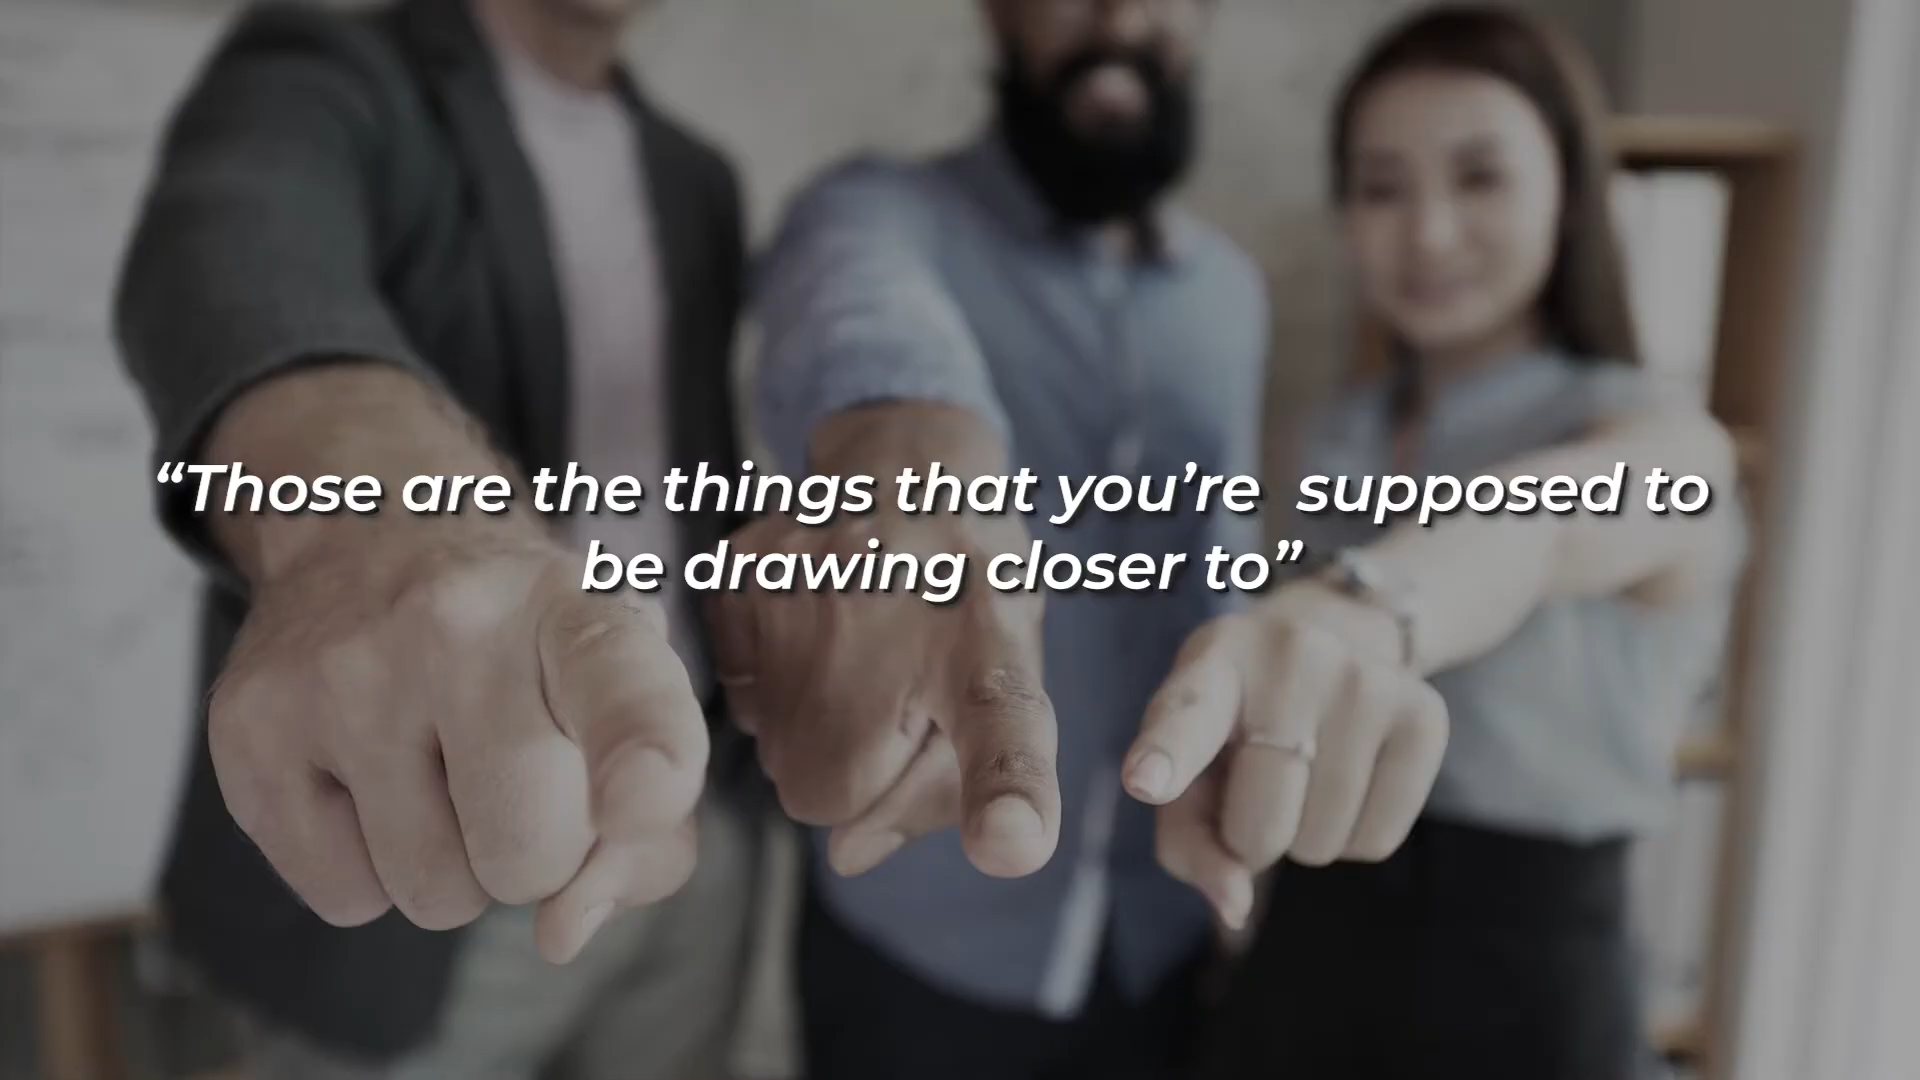 “Those are the things that you’re  supposed to
be drawing closer to”